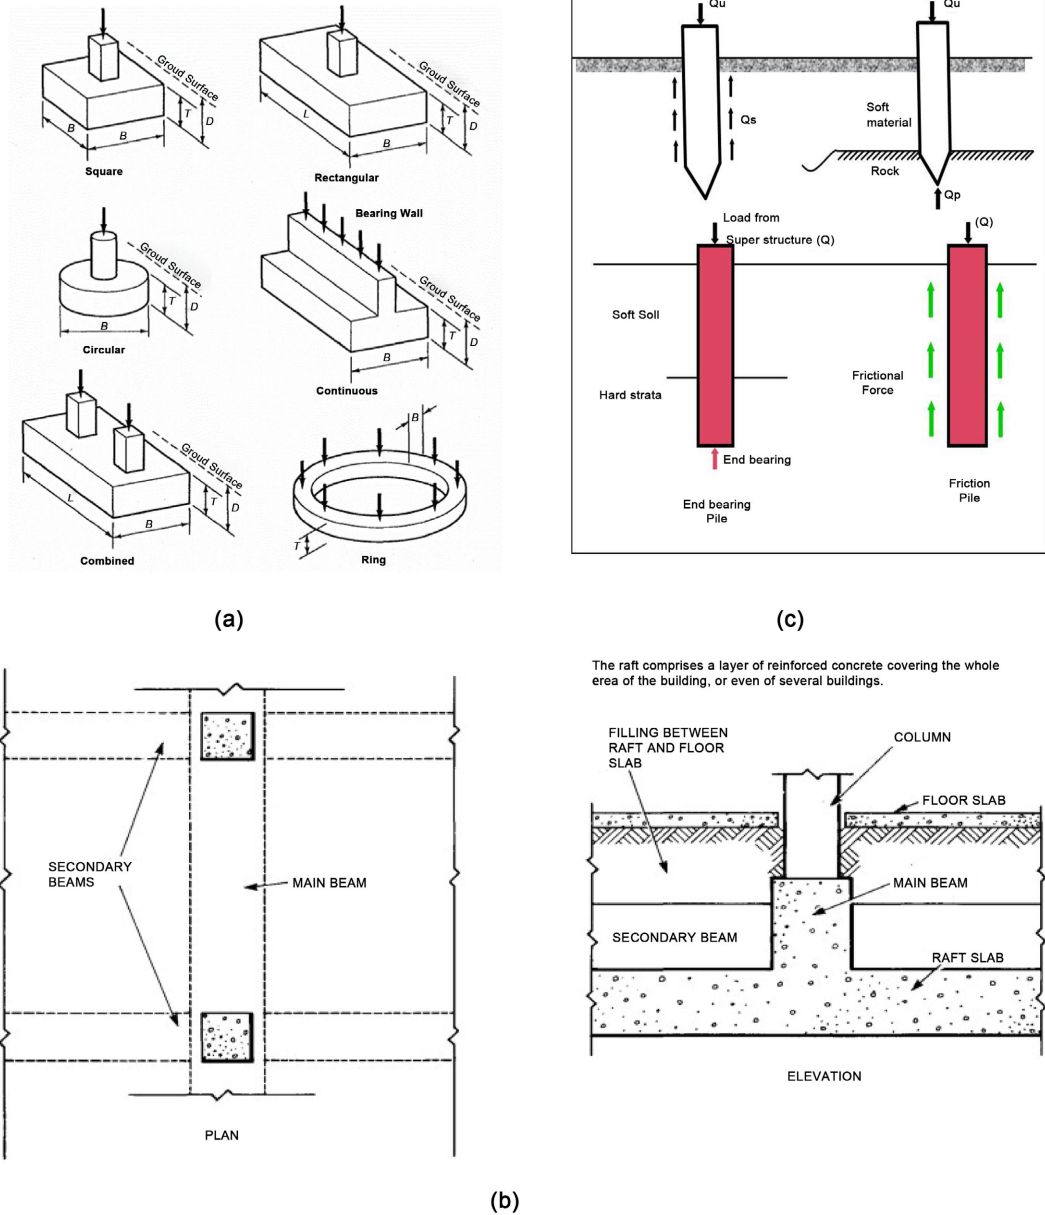 Groud Surface
T
D
B
B
Square
Groud Surface
T
D
L
B
Rectangular
Groud Surface
T
D
B
Circular
Bearing Wall
Groud Surface
T
D
B
Continuous
Groud Surface
T
D
L
B
Combined
B
T
Ring
(a)
Qu
Qs
Qu
Soft
material
Rock
Qp
Load from
Super structure (Q)
Soft Soll
Hard strata
End bearing
End bearing
Pile
(Q)
Frictional
Force
Friction
Pile
(c)
SECONDARY
BEAMS
MAIN BEAM
PLAN
The raft comprises a layer of reinforced concrete covering the whole
erea of the building, or even of several buildings.
FILLING BETWEEN
RAFT AND FLOOR
SLAB
COLUMN
FLOOR SLAB
MAIN BEAM
SECONDARY BEAM
RAFT SLAB
ELEVATION
(b)